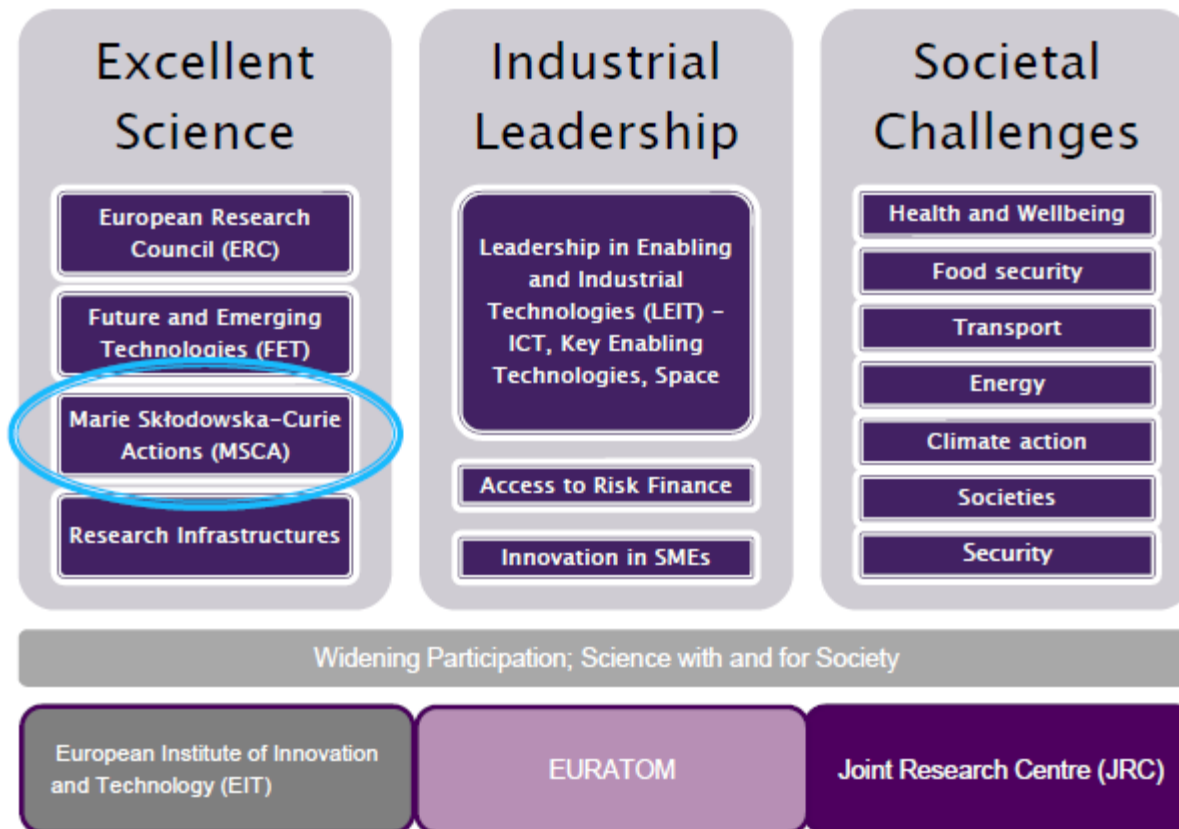 Excellent
Science
European Research
Council (ERC)
Future and Emerging
Technologies (FET)
Marie Skłodowska-Curie
Actions (MSCA)
Research Infrastructures
Industrial
Leadership
Leadership in Enabling
and Industrial
Technologies (LEIT) –
ICT, Key Enabling
Technologies, Space
Access to Risk Finance
Innovation in SMEs
Societal
Challenges
Health and Wellbeing
Food security
Transport
Energy
Climate action
Societies
Security
Widening Participation; Science with and for Society
European Institute of Innovation
and Technology (EIT)
EURATOM
Joint Research Centre (JRC)